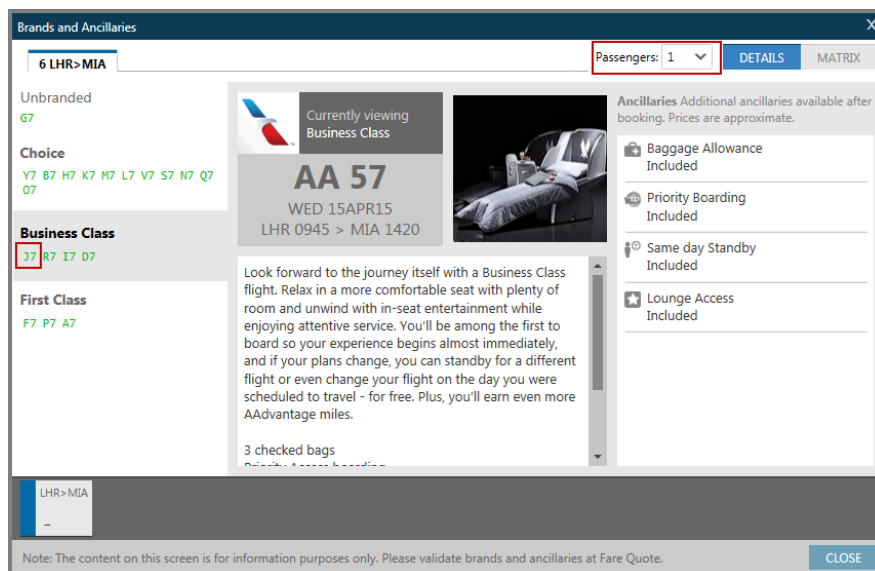 Brands and Ancillaries X
6 LHR>MIA
Passengers: 1
DETAILS
MATRIX
Unbranded
G7
Choice
Y7 B7 H7 K7 M7 L7 V7 S7 N7 Q7
O7
Business Class
J7 R7 I7 D7
First Class
F7 P7 A7
Currently viewing
Business Class
AA 57
WED 15APR15
LHR 0945 > MIA 1420
Look forward to the journey itself with a Business Class
flight. Relax in a more comfortable seat with plenty of
room and unwind with in-seat entertainment while
enjoying attentive service. You'll be among the first to
board so your experience begins almost immediately,
and if your plans change, you can standby for a different
flight or even change your flight on the day you were
scheduled to travel - for free. Plus, you'll earn even more
AAdvantage miles.
3 checked bags
Priority Access boarding
Ancillaries Additional ancillaries available after
booking. Prices are approximate.
Baggage Allowance
Included
Priority Boarding
Included
Same day Standby
Included
Lounge Access
Included
LHR>MIA
-
Note: The content on this screen is for information purposes only. Please validate brands and ancillaries at Fare Quote.
CLOSE